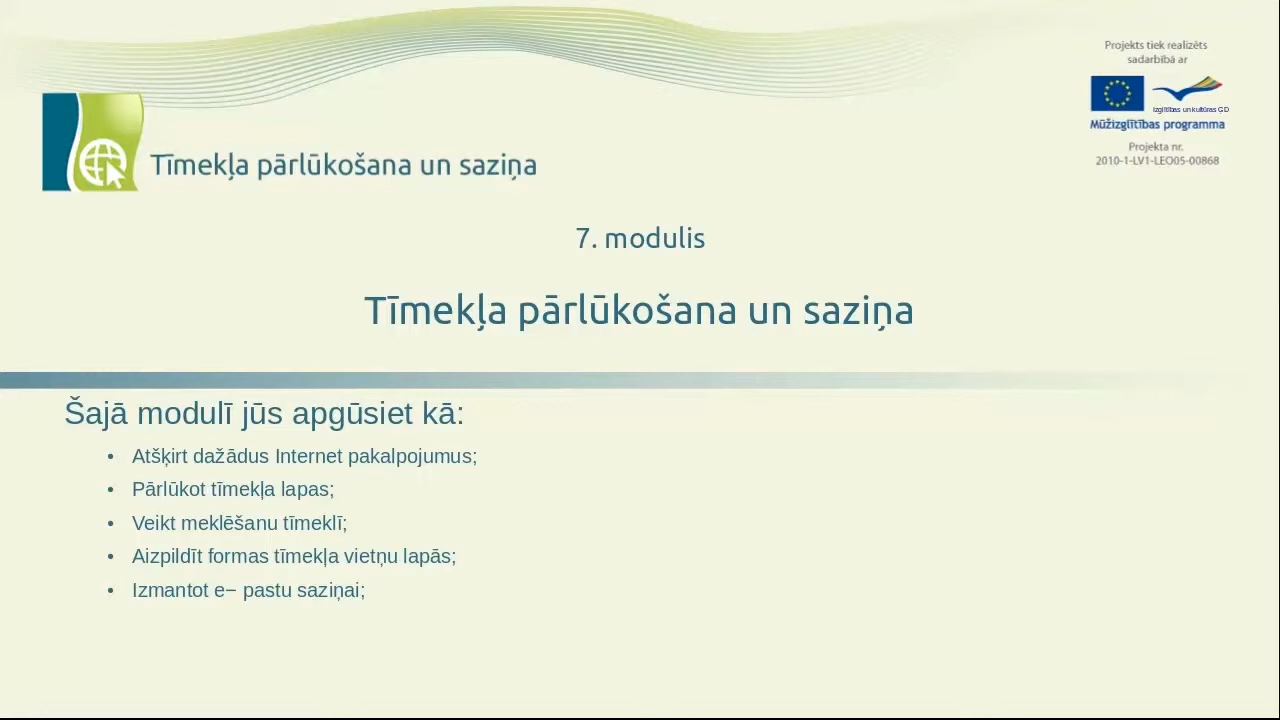 Projekts tiek realizēts
sadarbībā ar
Izglītības un kultūras ĢD
Mūžizglītības programma
Projekta nr.
2010-1-LV1-LEO05-00868
Tīmekļa pārlūkošana un saziņa
7. modulis
Tīmekļa pārlūkošana un saziņa
Šajā modulī jūs apgūsiet kā:
• Atšķirt dažādus Internet pakalpojumus;
• Pārlūkot tīmekļa lapas;
• Veikt meklēšanu tīmeklī;
• Aizpildīt formas tīmekļa vietņu lapās;
• Izmantot e− pastu saziņai;